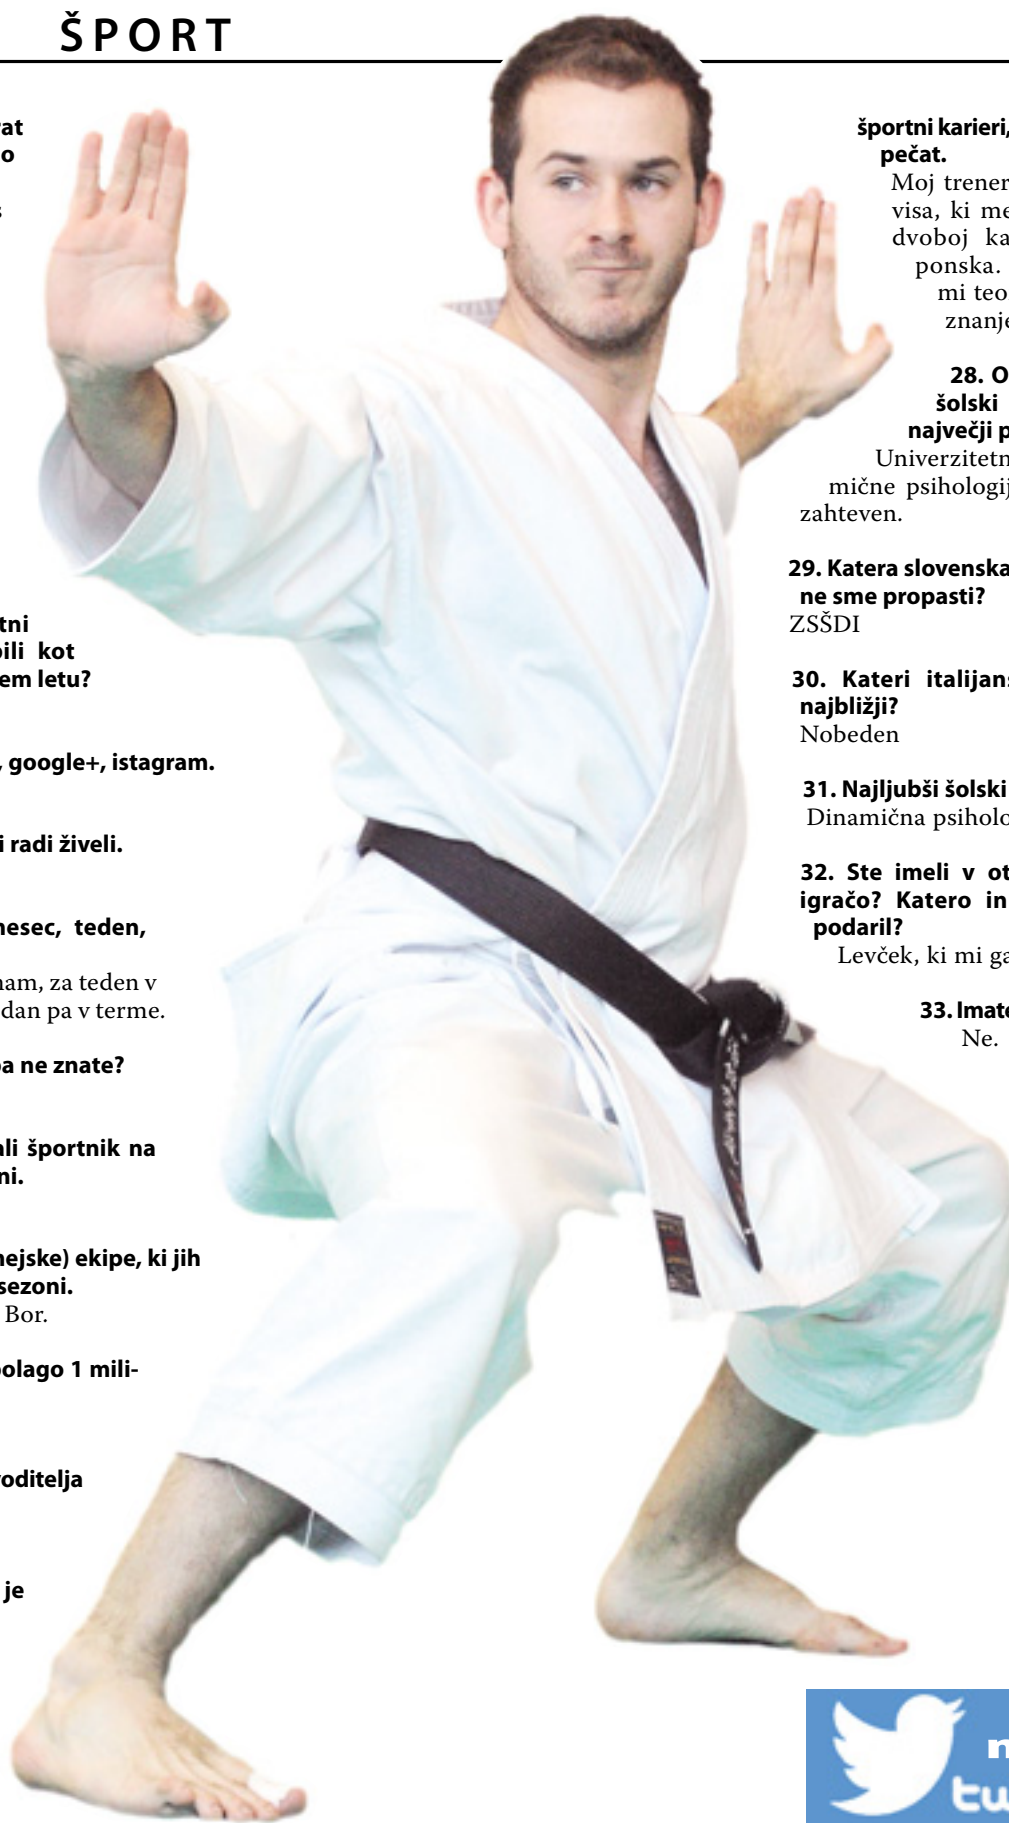 ŠPORT
rat
o
s
tni
bili kot
em letu?
, google+, istagram.
i radi živeli.
nesec, teden,
nam, za teden v
dan pa v terme.
pa ne znate?
ali športnik na
ni.
nejske) ekipe, ki jih
sezoni.
Bor.
polago 1 mili-
voditelja
je
športni karieri,
pečat.
Moj trener
visa, ki me
dvoboj ka
ponska.
mi teo
znanje
28. O
šolski
največji p
Univerzitetn
mične psihologij
zahteven.
29. Katera slovenska
ne sme propasti?
ZSŠDI
30. Kateri italijans
najbližji?
Nobeden
31. Najljubši šolski
Dinamična psiholo
32. Ste imeli v ot
igračo? Katero in
podaril?
Levček, ki mi ga
33. Imate
Ne.
n
tw